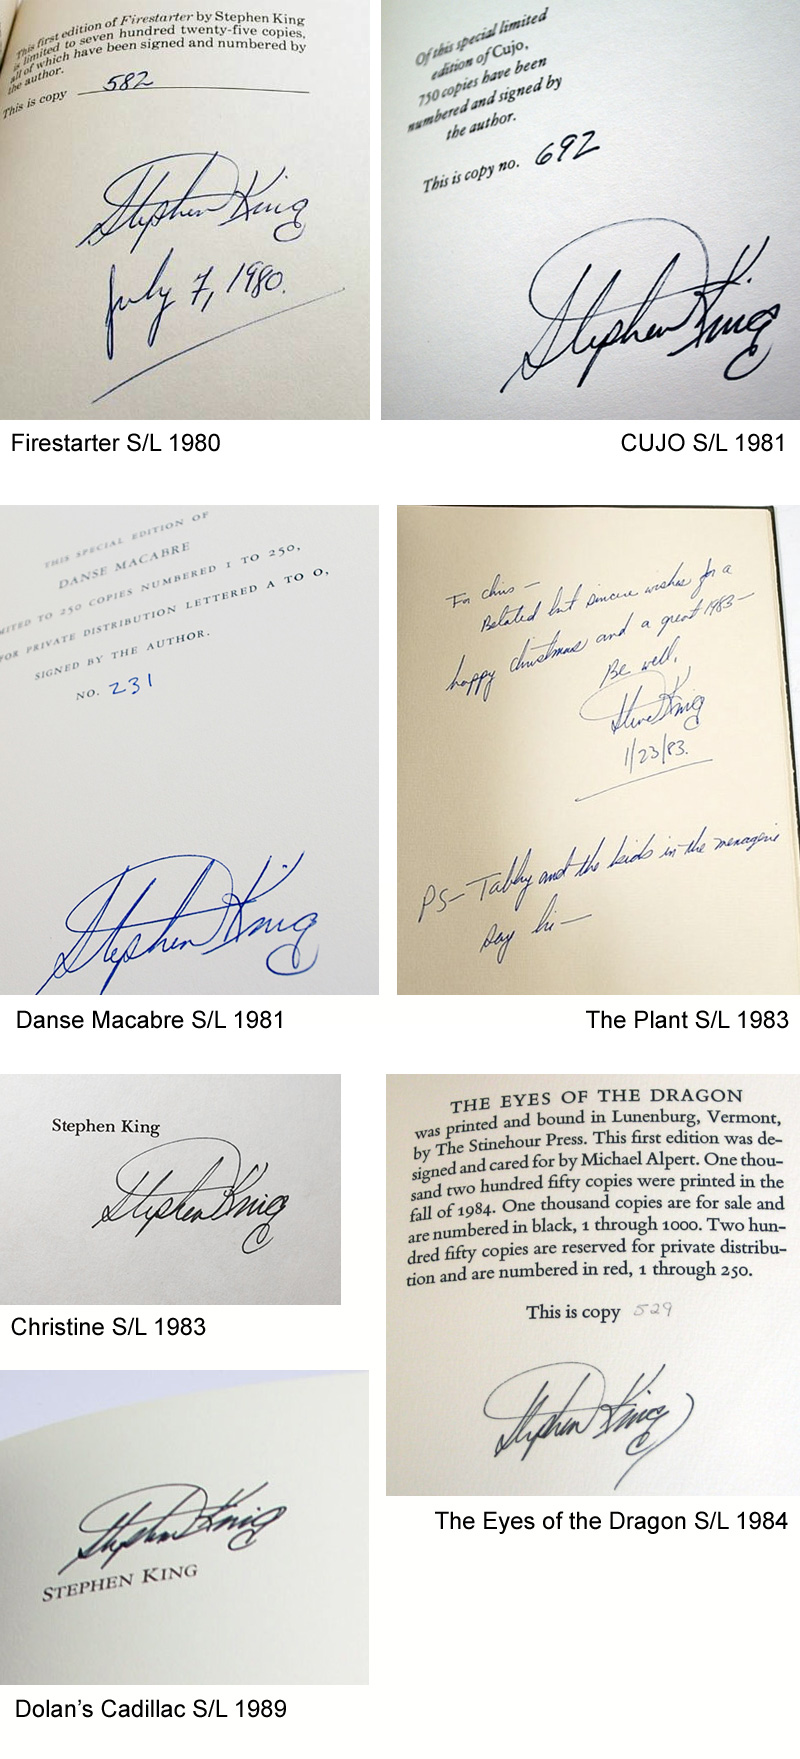 This first edition of Firestarter by Stephen King
is limited to seven hundred twenty-five copies,
all of which have been signed and numbered by
the author.
This is copy 582
Stephen King
July 7, 1980.
Firestarter S/L 1980
Of this special limited
edition of Cujo,
750 copies have been
numbered and signed by
the author.
This is copy no. 692
Stephen King
CUJO S/L 1981
THIS SPECIAL EDITION OF
DANSE MACABRE
MITED TO 250 COPIES NUMBERED 1 TO 250,
FOR PRIVATE DISTRIBUTION LETTERED A TO O,
SIGNED BY THE AUTHOR.
NO. 231
Stephen King
Danse Macabre S/L 1981
For Chris —
Belated but sincere wishes for a
happy christmas and a great 1983—
Be well,
Steve King
1/23/83.
PS— Tabby and the kids in the menagerie
say hi—
The Plant S/L 1983
Stephen King
Stephen King
Christine S/L 1983
THE EYES OF THE DRAGON
was printed and bound in Lunenburg, Vermont,
by The Stinehour Press. This first edition was de-
signed and cared for by Michael Alpert. One thou-
sand two hundred fifty copies were printed in the
fall of 1984. One thousand copies are for sale and
are numbered in black, 1 through 1000. Two hun-
dred fifty copies are reserved for private distribu-
tion and are numbered in red, 1 through 250.
This is copy 529
Stephen King
The Eyes of the Dragon S/L 1984
Stephen King
STEPHEN KING
Dolan's Cadillac S/L 1989